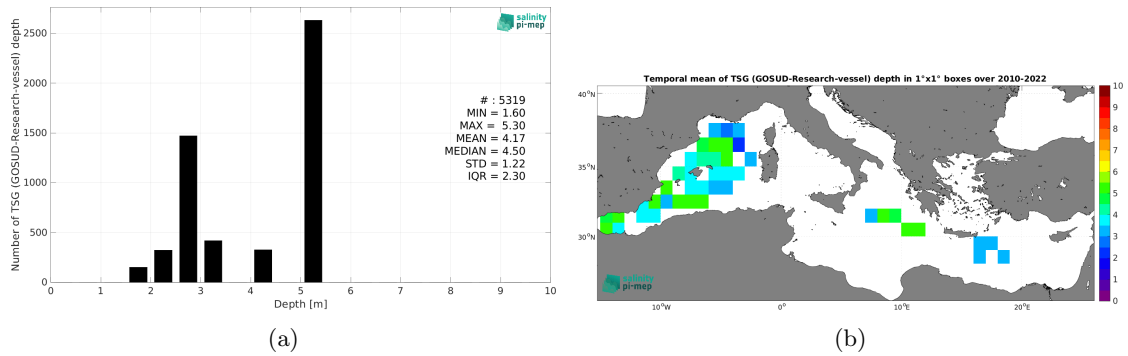 Number of TSG (GOSUD-Research-vessel) depth
2500
2000
1500
1000
500
0
0 1 2 3 4 5 6 7 8 9 10
Depth [m]
salinity
pi-mep
# : 5319
MIN = 1.60
MAX = 5.30
MEAN = 4.17
MEDIAN = 4.50
STD = 1.22
IQR = 2.30
(a)
Temporal mean of TSG (GOSUD-Research-vessel) depth in 1°x1° boxes over 2010-2022
40°N
35°N
30°N
10°W 0° 10°E 20°E
10
9
8
7
6
5
4
3
2
1
0
salinity
pi-mep
(b)